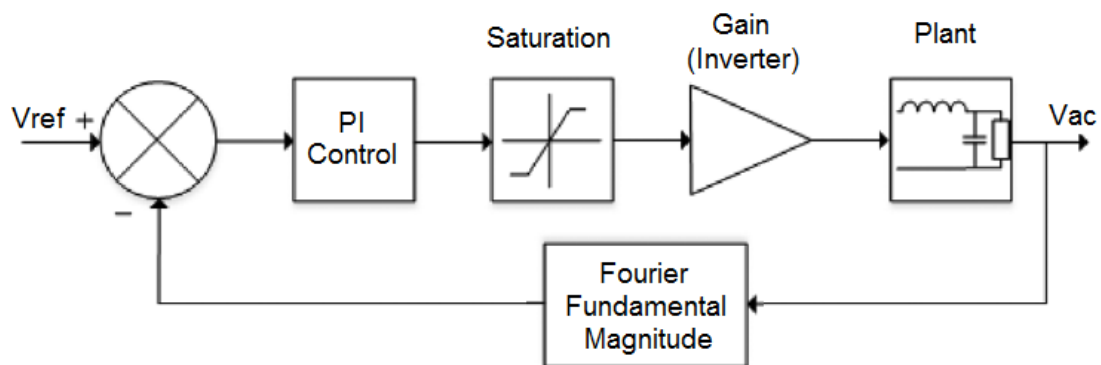 Saturation
Gain
(Inverter)
Plant
Vref +
−
PI
Control
Vac
Fourier
Fundamental
Magnitude